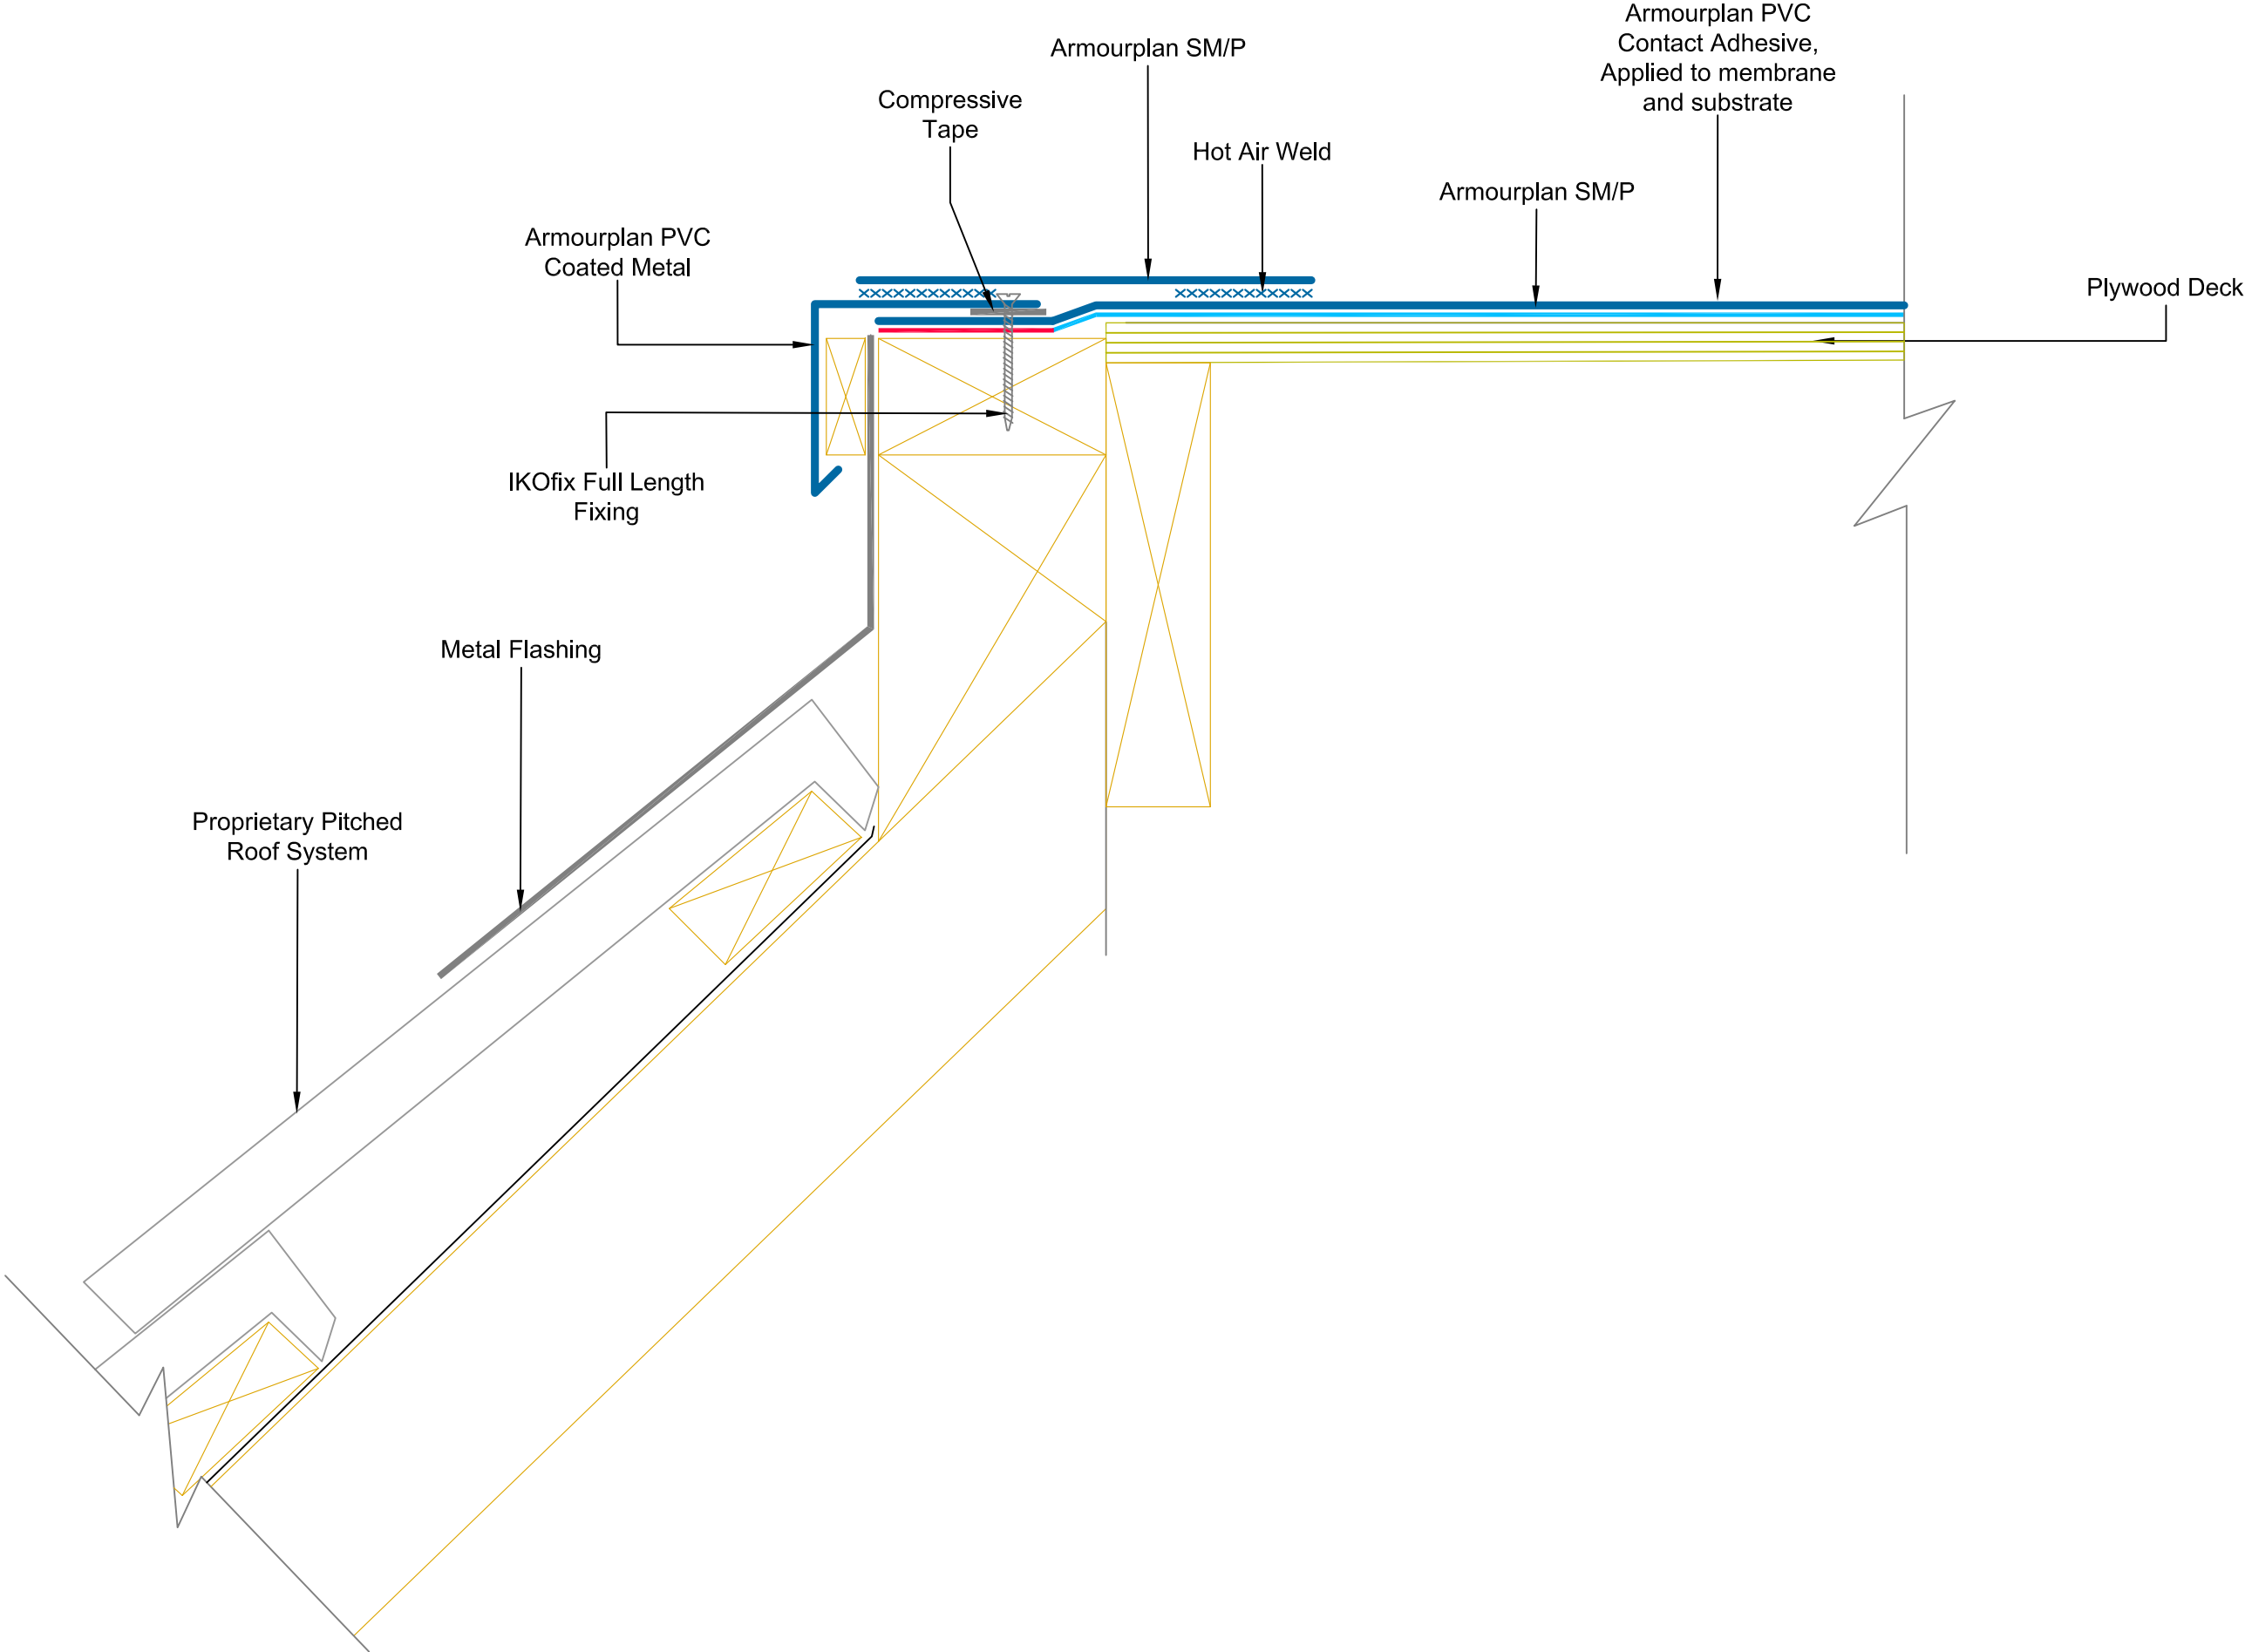 Armourplan PVC
Contact Adhesive,
Applied to membrane
and substrate
Armourplan SM/P
Compressive
Tape
Hot Air Weld
Armourplan SM/P
Armourplan PVC
Coated Metal
Plywood Deck
IKOfix Full Length
Fixing
Metal Flashing
Proprietary Pitched
Roof System